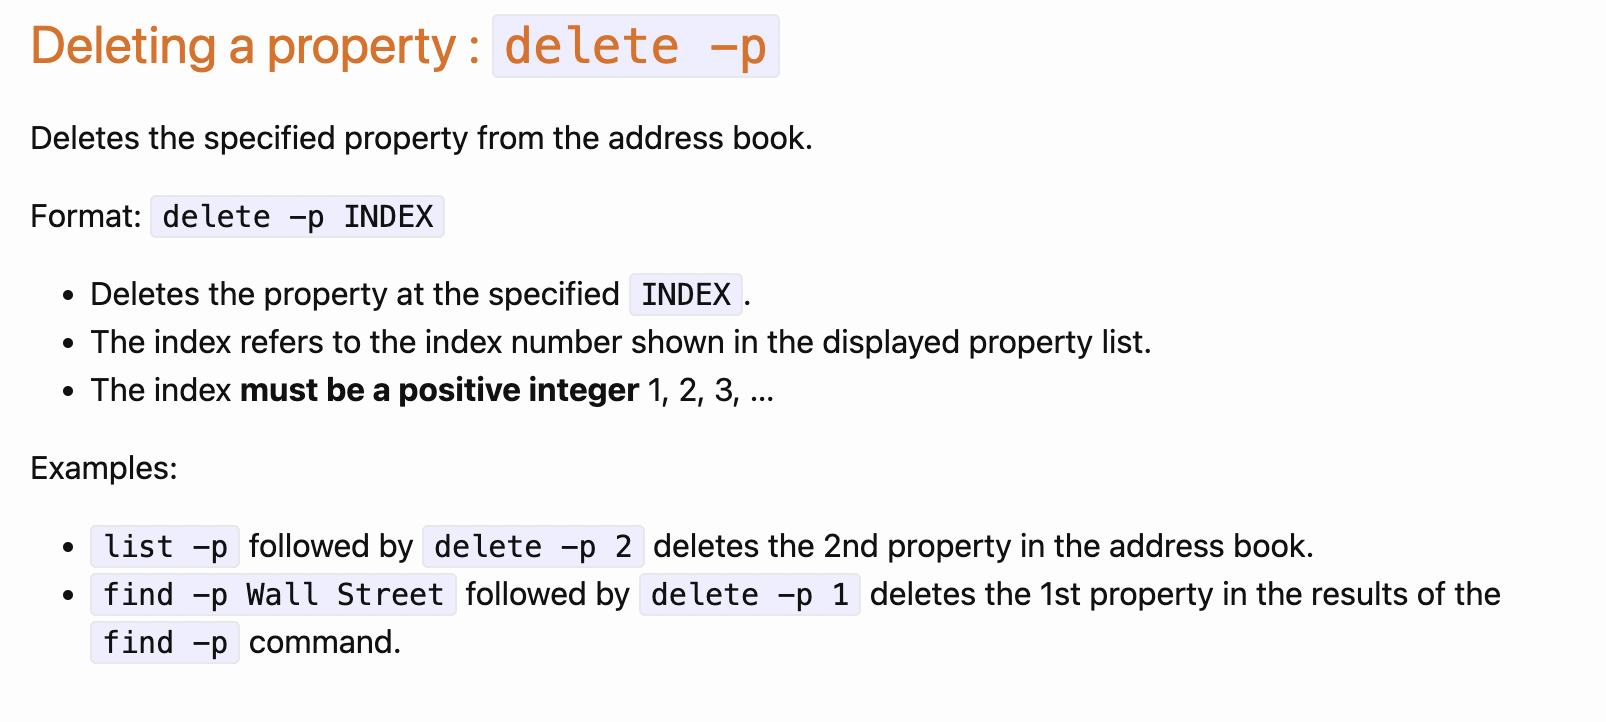 Deleting a property : delete -p
Deletes the specified property from the address book.
Format: delete -p INDEX
• Deletes the property at the specified INDEX.
• The index refers to the index number shown in the displayed property list.
• The index must be a positive integer 1, 2, 3, …
Examples:
• list -p followed by delete -p 2 deletes the 2nd property in the address book.
• find -p Wall Street followed by delete -p 1 deletes the 1st property in the results of the
find -p command.